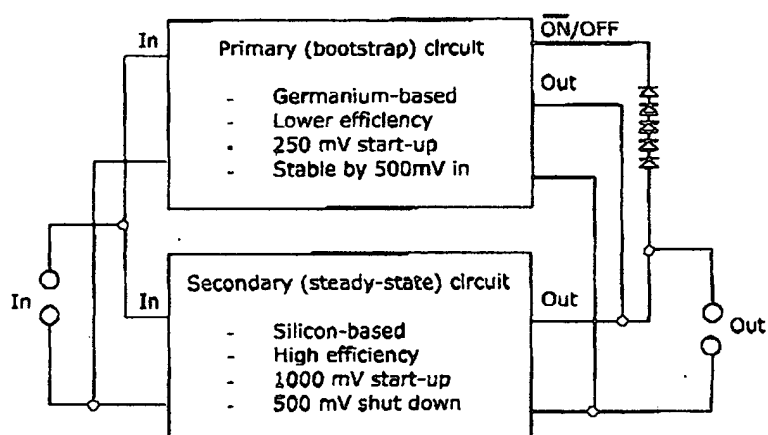 In
Primary (bootstrap) circuit
O̅N̅/OFF
Out
- Germanium-based
- Lower efficiency
- 250 mV start-up
- Stable by 500mV in
In
In
Secondary (steady-state) circuit
Out
Out
- Silicon-based
- High efficiency
- 1000 mV start-up
- 500 mV shut down